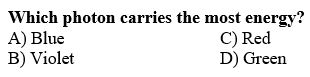 Which photon carries the most energy?
A) Blue C) Red
B) Violet D) Green